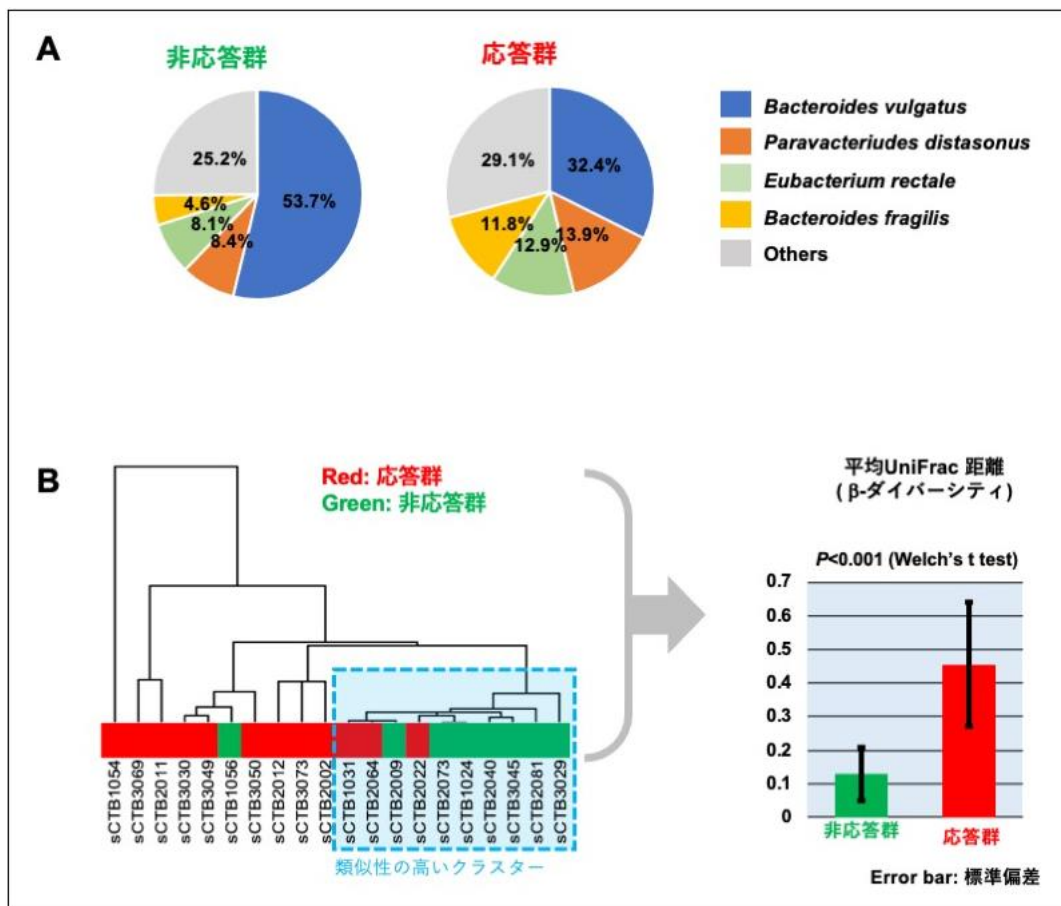 A
非応答群
応答群
25.2%
53.7%
4.6%
8.1%
8.4%
29.1%
32.4%
11.8%
12.9%
13.9%
Bacteroides vulgatus
Paravacteriudes distasonus
Eubacterium rectale
Bacteroides fragilis
Others
B
Red: 応答群
Green: 非応答群
sCTB1054
sCTB3069
sCTB2011
sCTB3030
sCTB3049
sCTB1056
sCTB3050
sCTB2012
sCTB3073
sCTB2002
sCTB1031
sCTB2064
sCTB2009
sCTB2022
sCTB2073
sCTB1024
sCTB2040
sCTB3045
sCTB2081
sCTB3029
類似性の高いクラスター
平均UniFrac 距離
( β-ダイバーシティ)
P<0.001 (Welch's t test)
0.7
0.6
0.5
0.4
0.3
0.2
0.1
0
非応答群
応答群
Error bar: 標準偏差